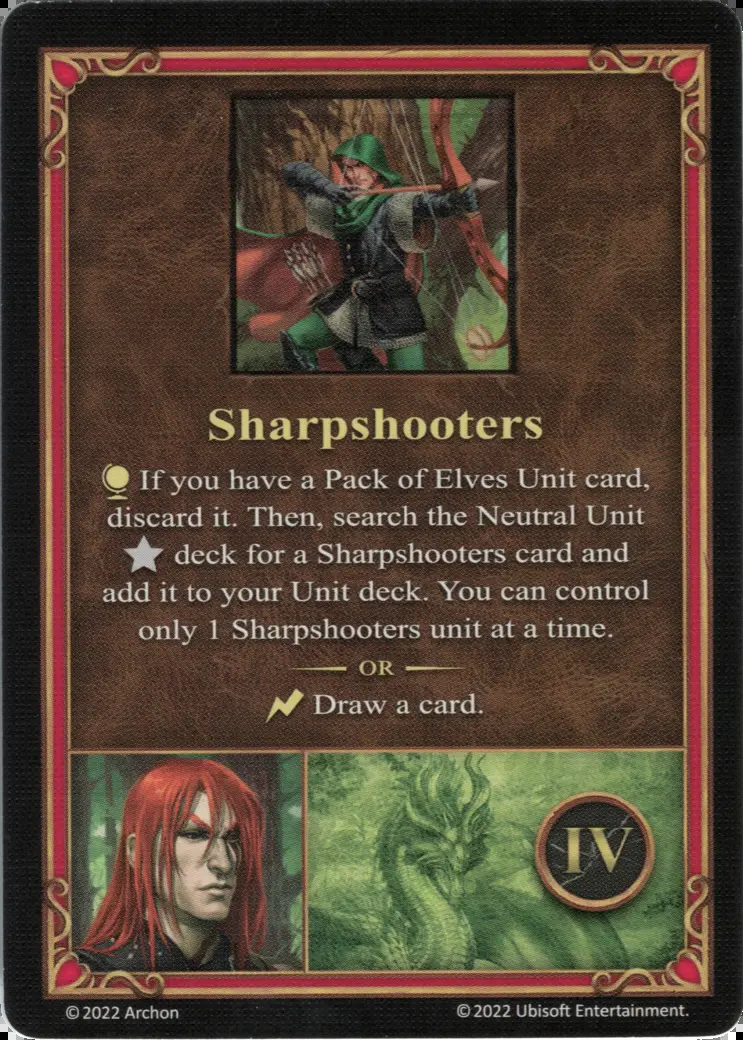 Sharpshooters
If you have a Pack of Elves Unit card,
discard it. Then, search the Neutral Unit
deck for a Sharpshooters card and
add it to your Unit deck. You can control
only 1 Sharpshooters unit at a time.
OR
Draw a card.
IV
© 2022 Archon
© 2022 Ubisoft Entertainment.